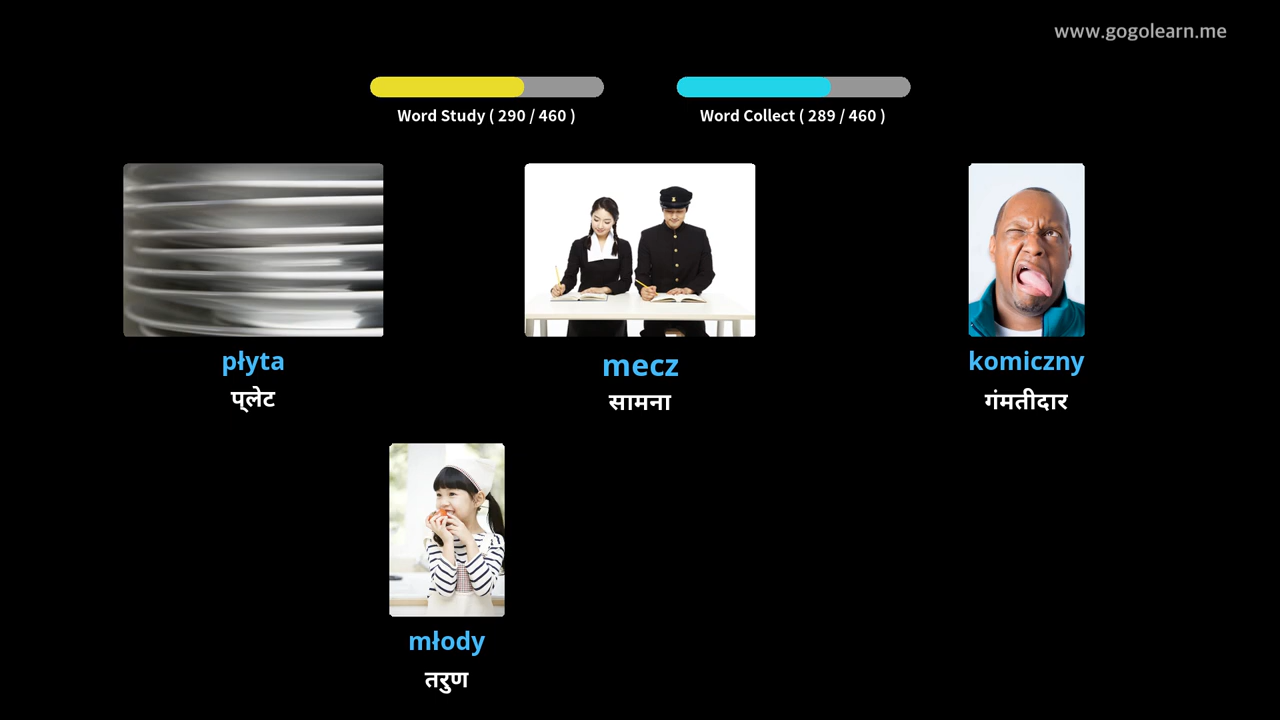 www.gogolearn.me
Word Study ( 290 / 460 )
Word Collect ( 289 / 460 )
płyta
प्लेट
mecz
सामना
komiczny
गंमतीदार
młody
तरुण